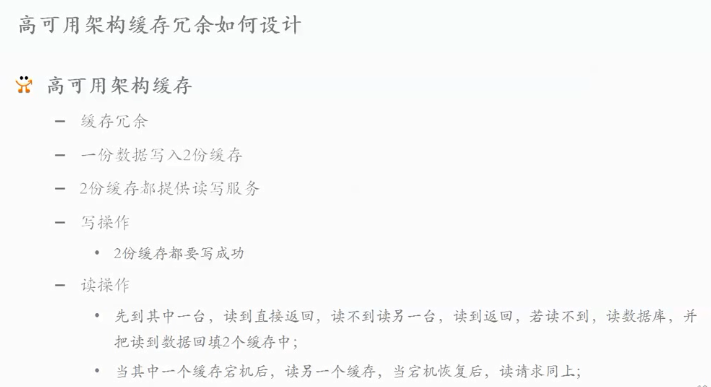 高可用架构缓存冗余如何设计
高可用架构缓存
– 缓存冗余
– 一份数据写入2份缓存
– 2份缓存都提供读写服务
– 写操作
• 2份缓存都要写成功
– 读操作
• 先到其中一台，读到直接返回，读不到读另一台，读到返回，若读不到，读数据库，并
把读到数据回填2个缓存中；
• 当其中一个缓存宕机后，读另一个缓存，当宕机恢复后，读请求同上；